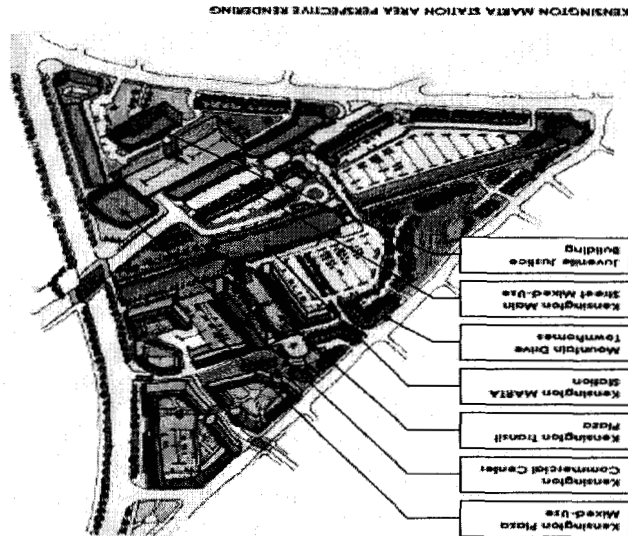 Kensington Plaza
Mixed-Use
Kensington
Commercial Center
Kensington Transit
Plaza
Kensington MARTA
Station
Mountain Drive
Townhomes
Kensington Main
Street Mixed-Use
Juvenile Justice
Building
KENSINGTON MARTA STATION AREA PERSPECTIVE RENDERING